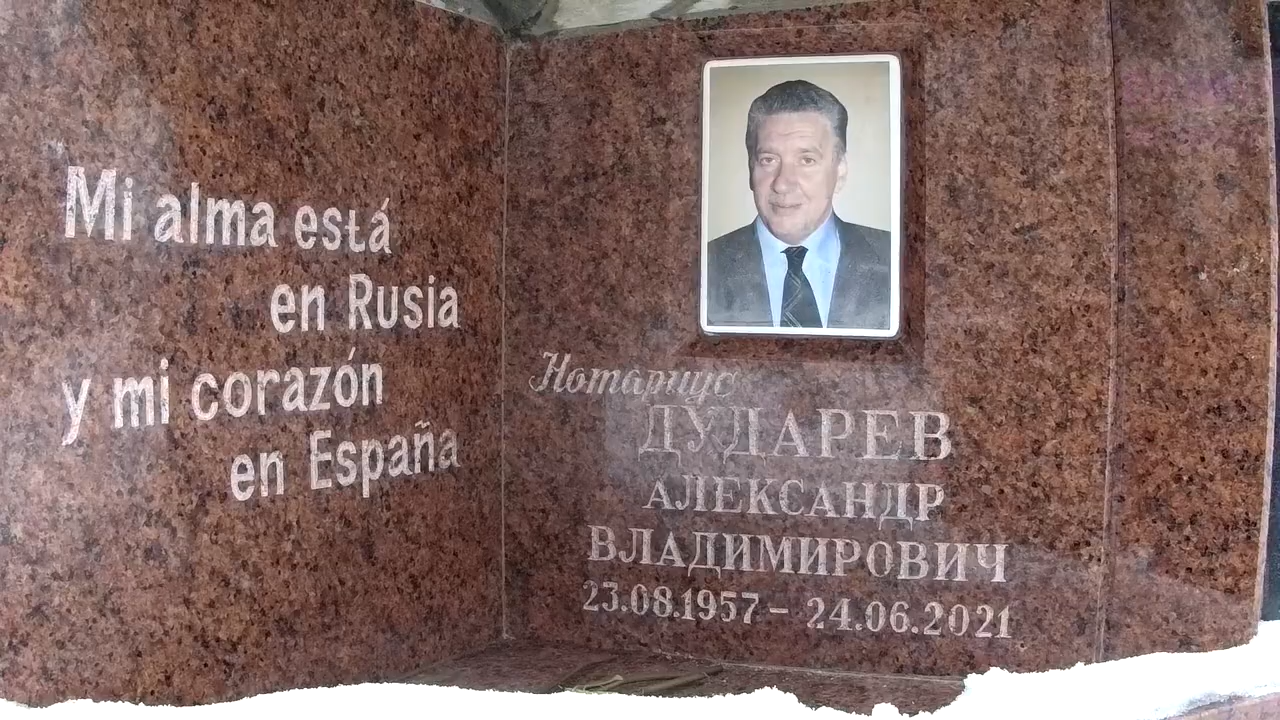 Mi alma está
en Rusia
y mi corazón
en España
Нотариус
ДУДАРЕВ
АЛЕКСАНДР
ВЛАДИМИРОВИЧ
23.08.1957 – 24.06.2021